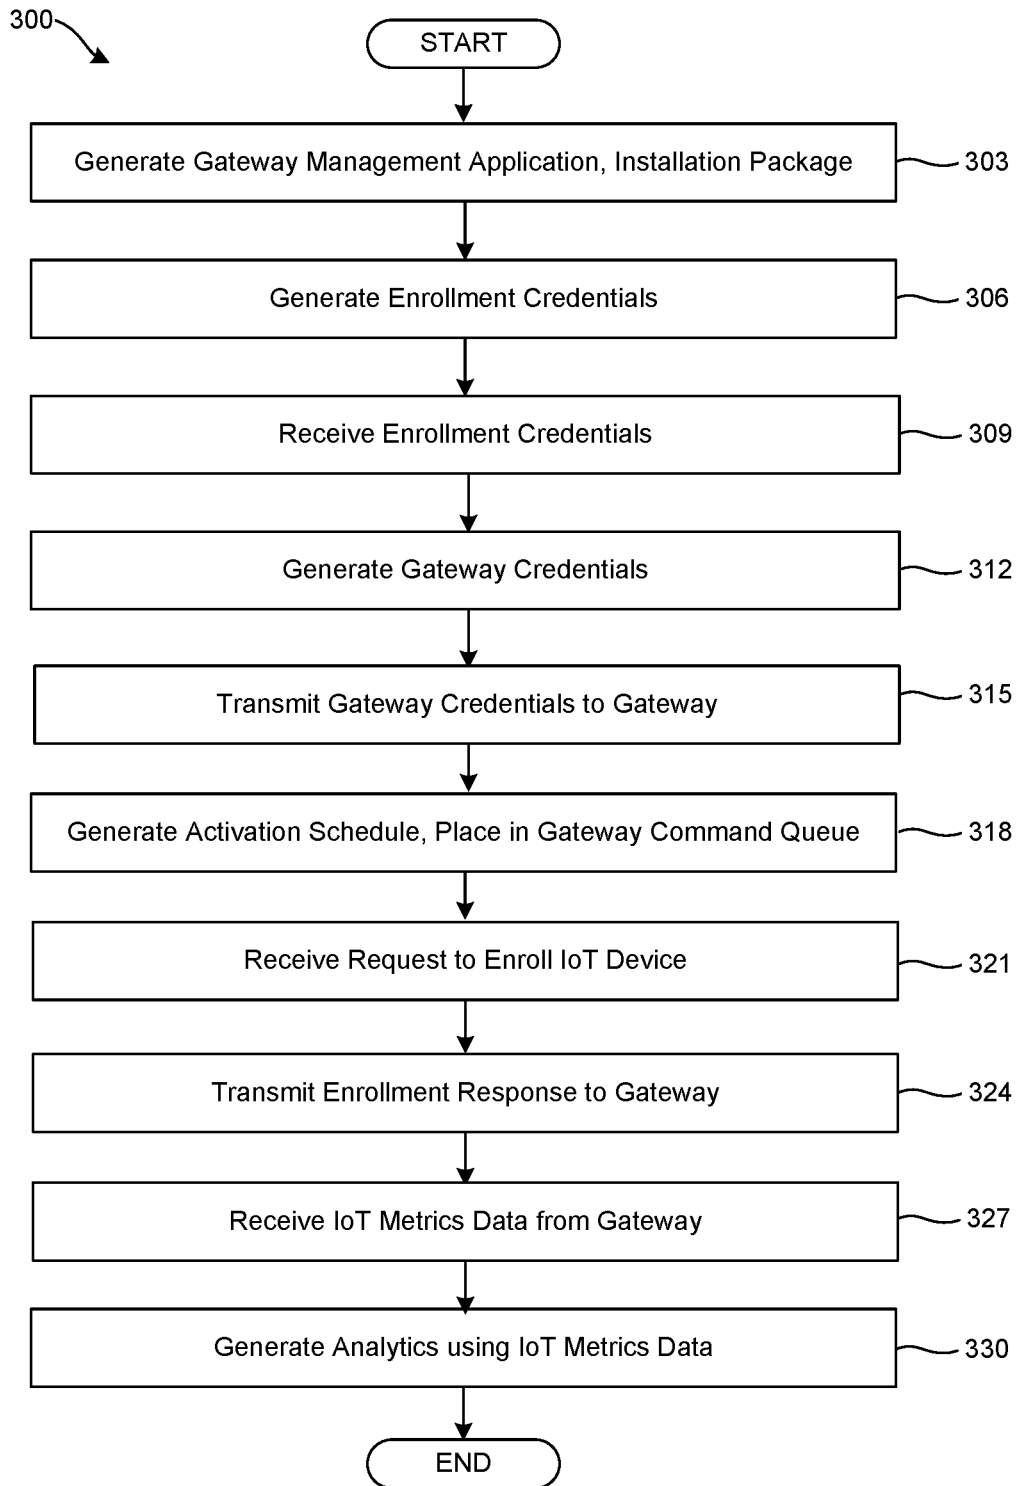 300
START
Generate Gateway Management Application, Installation Package
303
Generate Enrollment Credentials
306
Receive Enrollment Credentials
309
Generate Gateway Credentials
312
Transmit Gateway Credentials to Gateway
315
Generate Activation Schedule, Place in Gateway Command Queue
318
Receive Request to Enroll IoT Device
321
Transmit Enrollment Response to Gateway
324
Receive IoT Metrics Data from Gateway
327
Generate Analytics using IoT Metrics Data
330
END